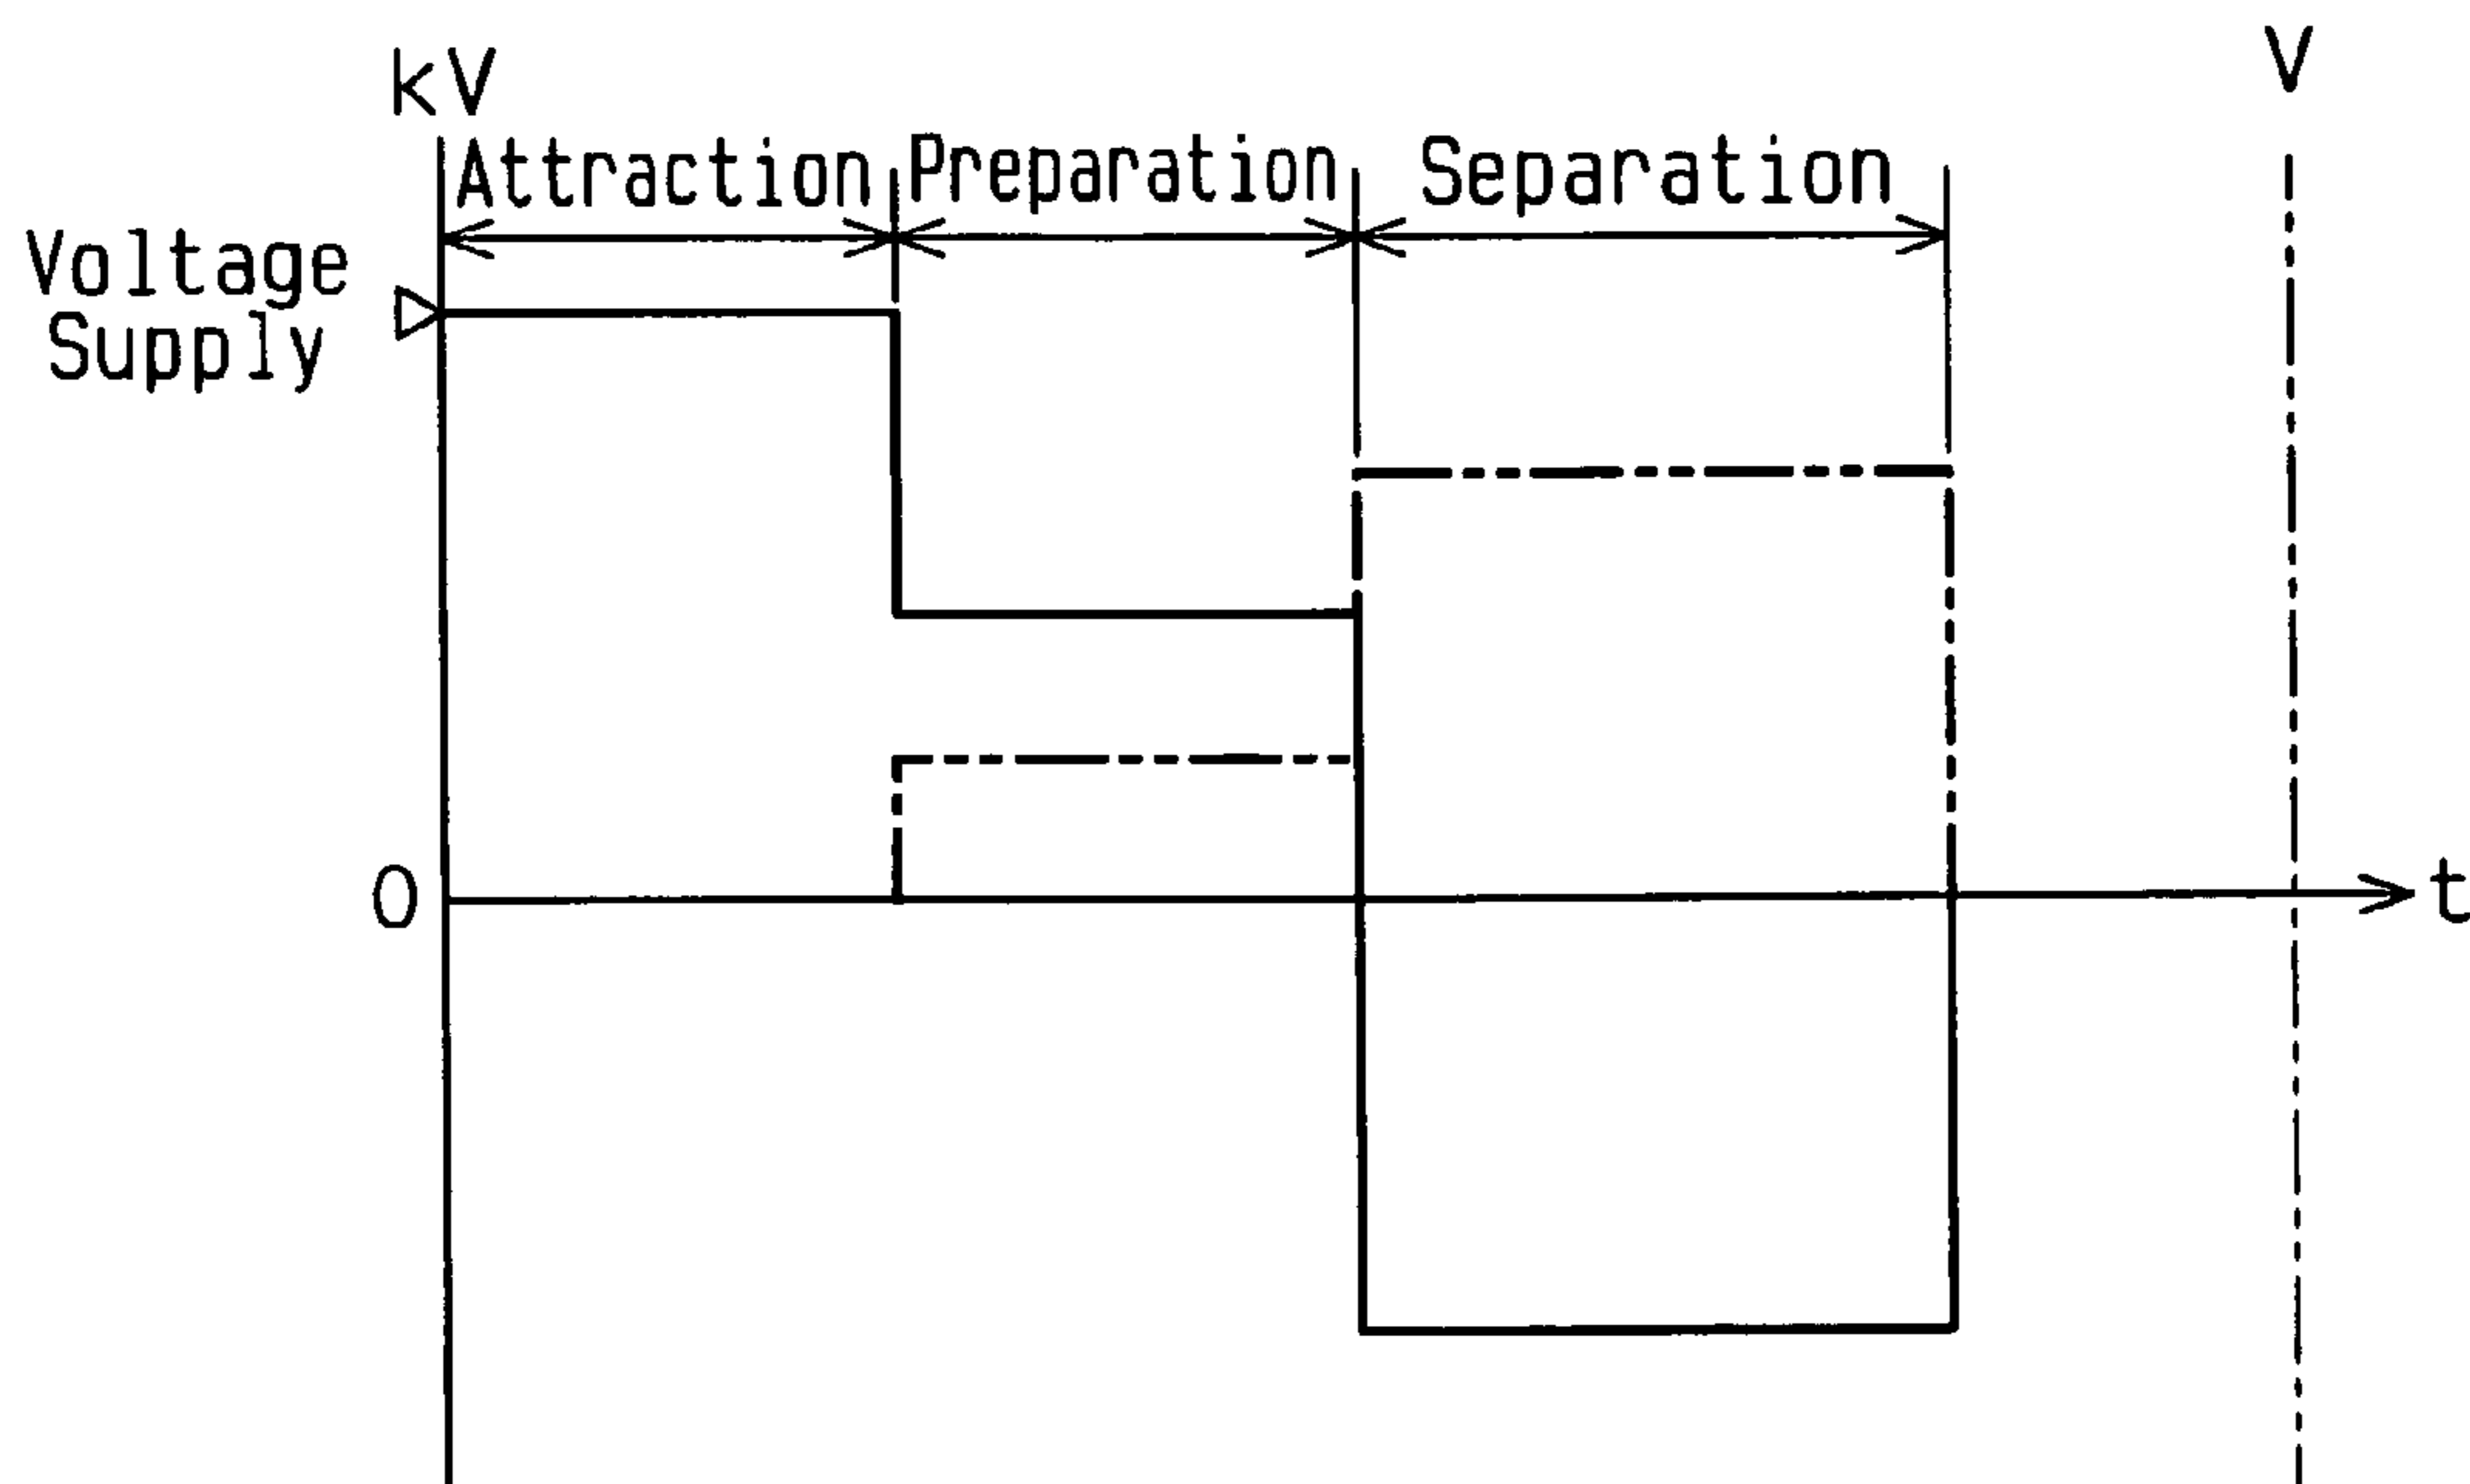 kV
V
Attraction
Preparation
Separation
Voltage
Supply
0
t